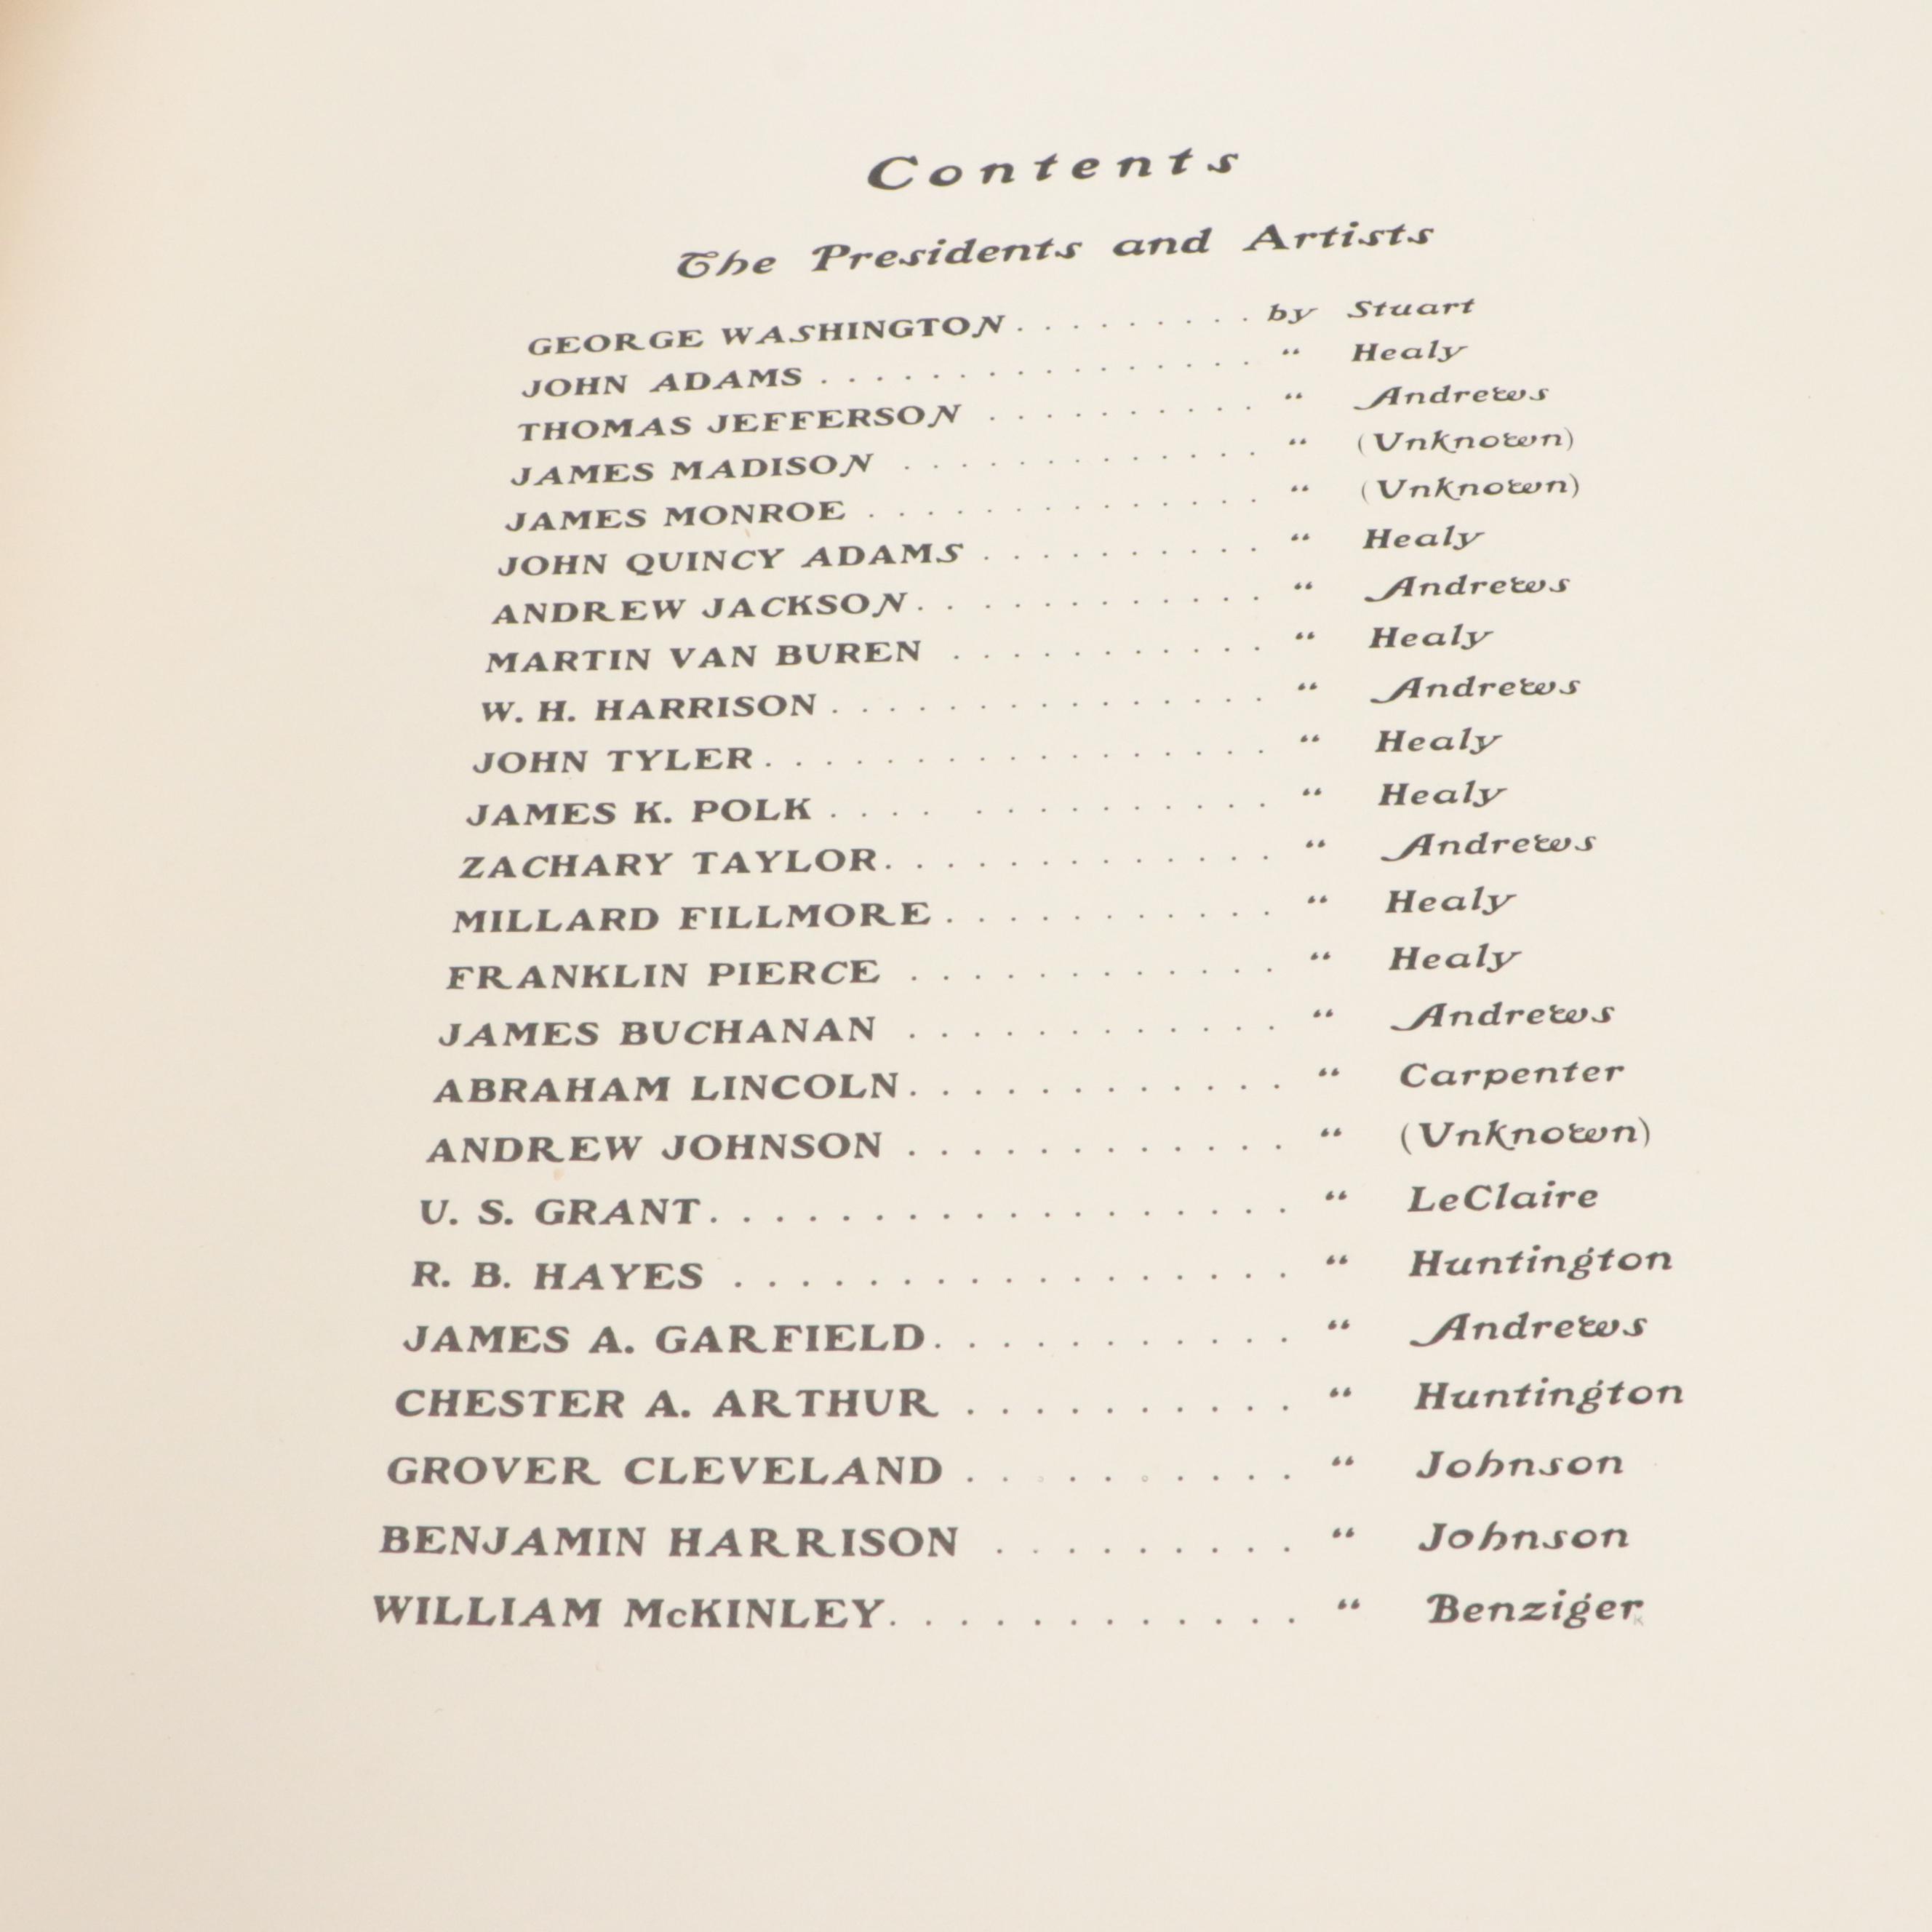 Contents
The Presidents and Artists
GEORGE WASHINGTON . . . . . . . . . by Stuart
JOHN ADAMS . . . . . . . . . . . . . . . . “ Healy
THOMAS JEFFERSON . . . . . . . . . . “ Andrews
JAMES MADISON . . . . . . . . . . . . . “ (Unknown)
JAMES MONROE . . . . . . . . . . . . . . “ (Unknown)
JOHN QUINCY ADAMS . . . . . . . . . . “ Healy
ANDREW JACKSON . . . . . . . . . . . . “ Andrews
MARTIN VAN BUREN . . . . . . . . . . . “ Healy
W. H. HARRISON . . . . . . . . . . . . . . . “ Andrews
JOHN TYLER . . . . . . . . . . . . . . . . . “ Healy
JAMES K. POLK . . . . . . . . . . . . . . “ Healy
ZACHARY TAYLOR . . . . . . . . . . . . . “ Andrews
MILLARD FILLMORE . . . . . . . . . . . “ Healy
FRANKLIN PIERCE . . . . . . . . . . . . “ Healy
JAMES BUCHANAN . . . . . . . . . . . . “ Andrews
ABRAHAM LINCOLN . . . . . . . . . . . . “ Carpenter
ANDREW JOHNSON . . . . . . . . . . . . “ (Unknown)
U. S. GRANT . . . . . . . . . . . . . . . . . . “ LeClaire
R. B. HAYES . . . . . . . . . . . . . . . . . “ Huntington
JAMES A. GARFIELD . . . . . . . . . . . “ Andrews
CHESTER A. ARTHUR . . . . . . . . . . “ Huntington
GROVER CLEVELAND . . . . . . . . . . “ Johnson
BENJAMIN HARRISON . . . . . . . . . “ Johnson
WILLIAM McKINLEY . . . . . . . . . . . . “ Benziger